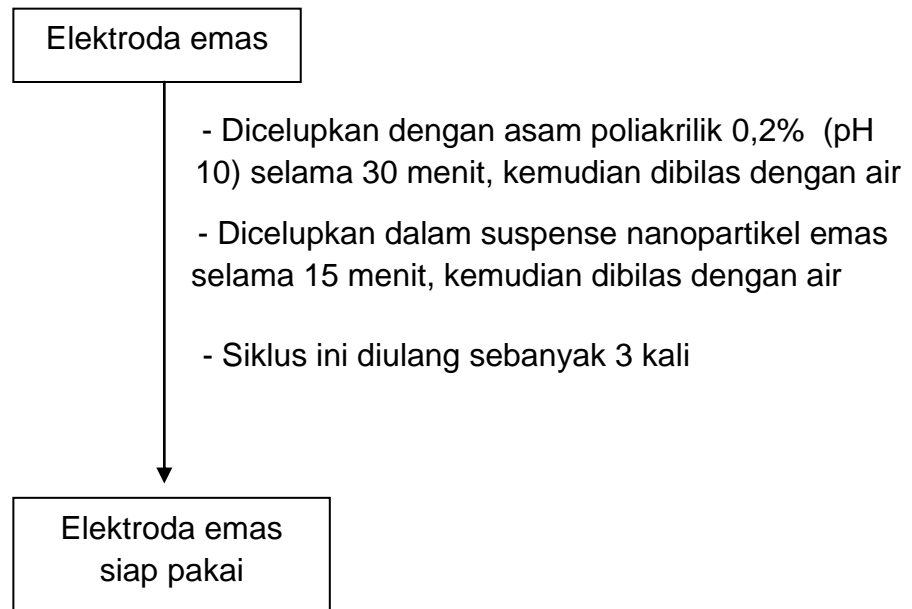 Elektroda emas
- Dicelupkan dengan asam poliakrilik 0,2% (pH
10) selama 30 menit, kemudian dibilas dengan air
- Dicelupkan dalam suspense nanopartikel emas
selama 15 menit, kemudian dibilas dengan air
- Siklus ini diulang sebanyak 3 kali
Elektroda emas
siap pakai